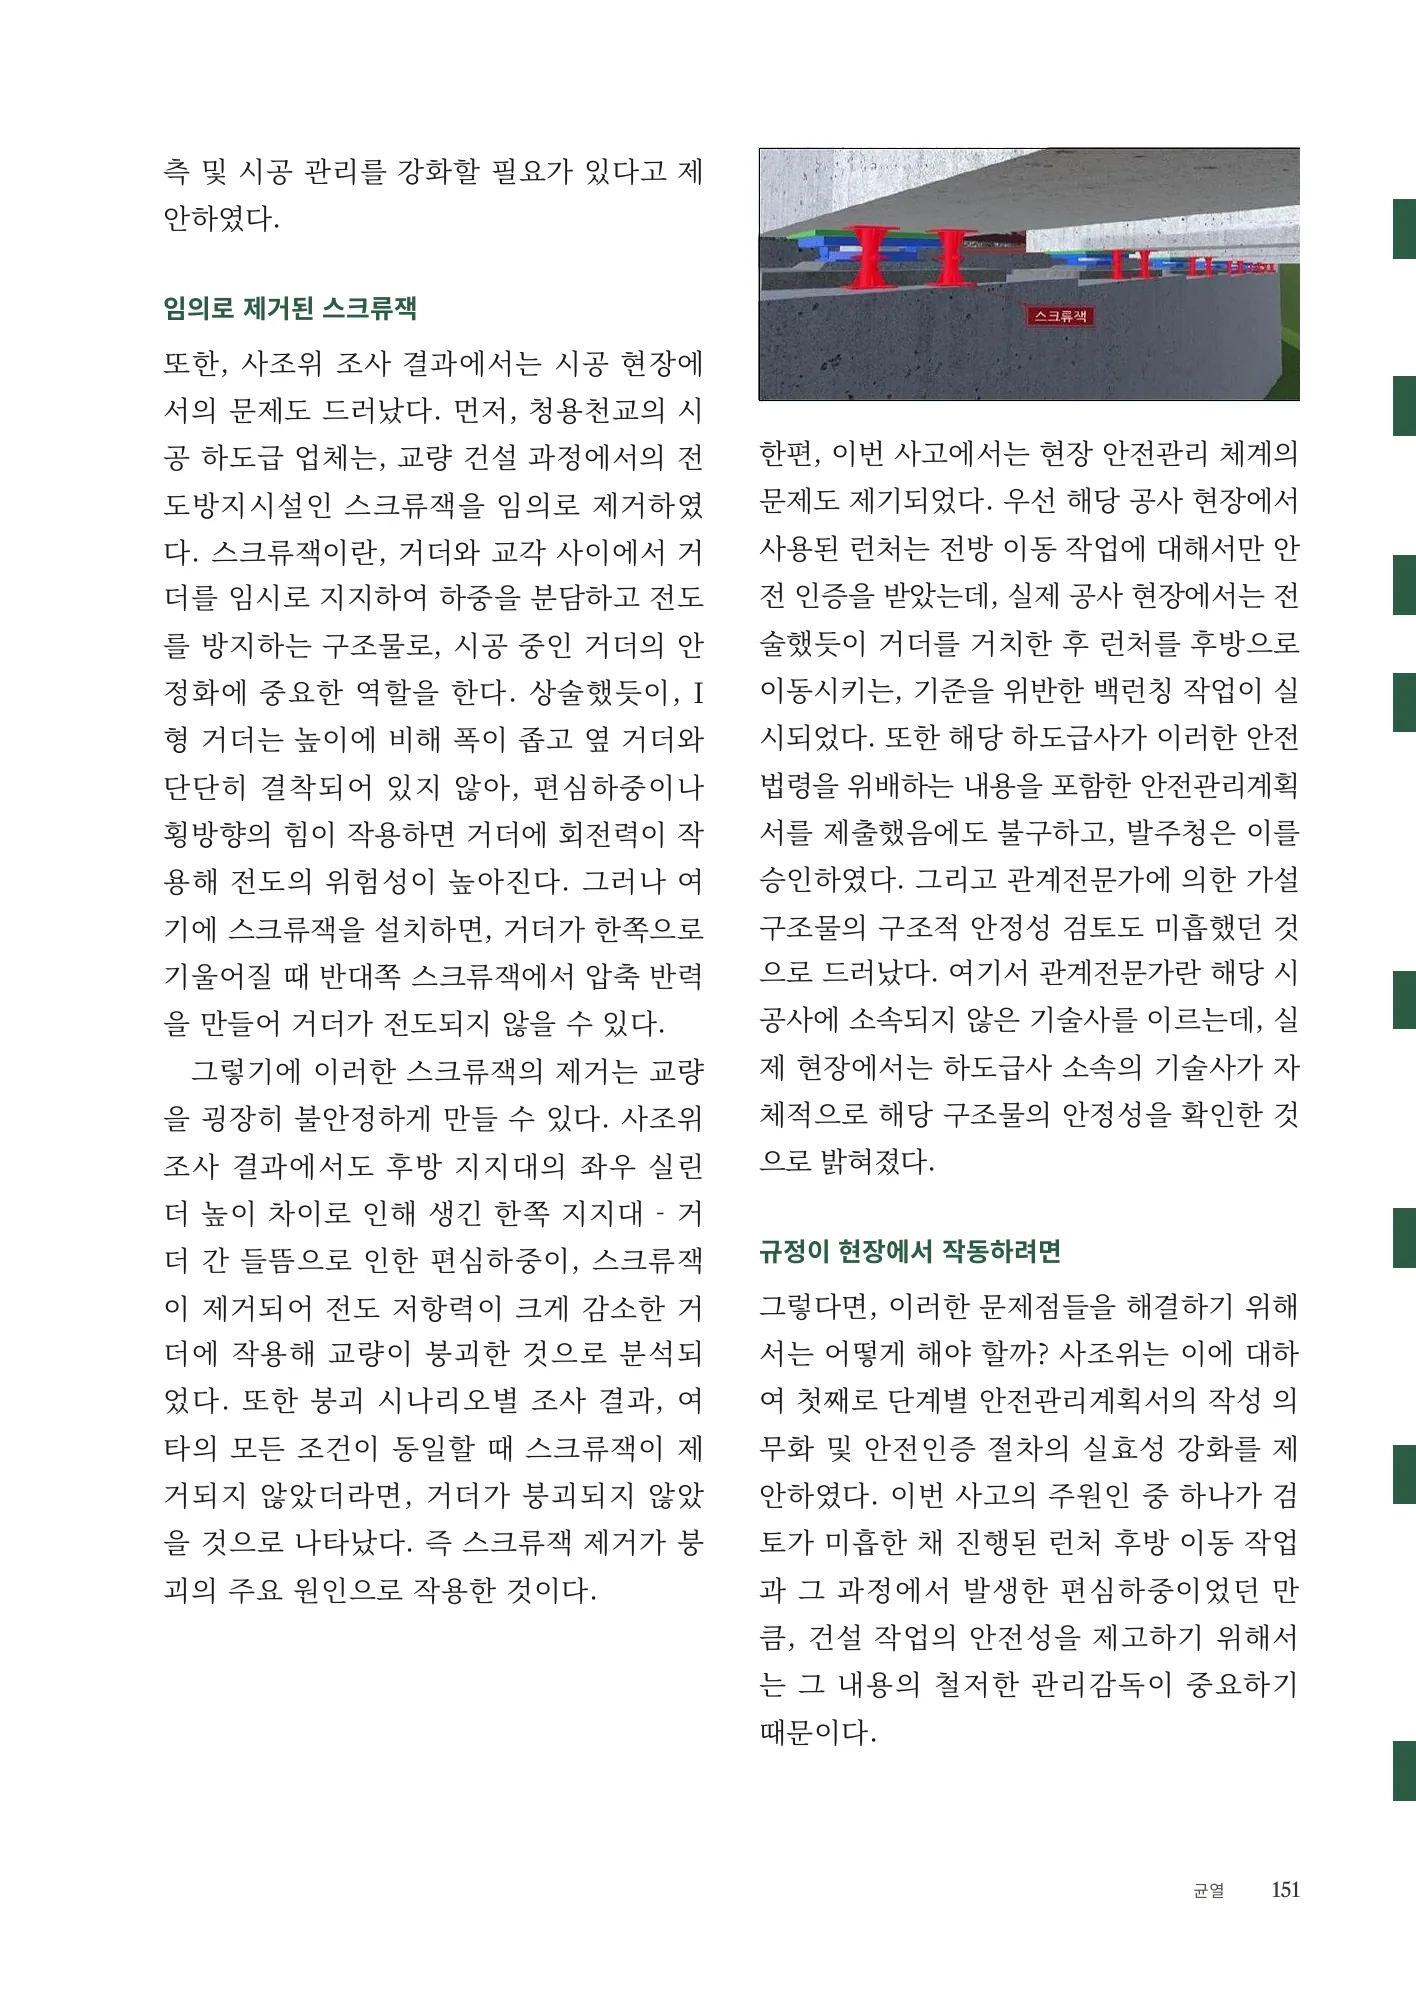 측 및 시공 관리를 강화할 필요가 있다고 제
안하였다.
임의로 제거된 스크류잭
또한, 사조위 조사 결과에서는 시공 현장에
서의 문제도 드러났다. 먼저, 청용천교의 시
공 하도급 업체는, 교량 건설 과정에서의 전
도방지시설인 스크류잭을 임의로 제거하였
다. 스크류잭이란, 거더와 교각 사이에서 거
더를 임시로 지지하여 하중을 분담하고 전도
를 방지하는 구조물로, 시공 중인 거더의 안
정화에 중요한 역할을 한다. 상술했듯이, I
형 거더는 높이에 비해 폭이 좁고 옆 거더와
단단히 결착되어 있지 않아, 편심하중이나
횡방향의 힘이 작용하면 거더에 회전력이 작
용해 전도의 위험성이 높아진다. 그러나 여
기에 스크류잭을 설치하면, 거더가 한쪽으로
기울어질 때 반대쪽 스크류잭에서 압축 반력
을 만들어 거더가 전도되지 않을 수 있다.
그렇기에 이러한 스크류잭의 제거는 교량
을 굉장히 불안정하게 만들 수 있다. 사조위
조사 결과에서도 후방 지지대의 좌우 실린
더 높이 차이로 인해 생긴 한쪽 지지대 - 거
더 간 들뜸으로 인한 편심하중이, 스크류잭
이 제거되어 전도 저항력이 크게 감소한 거
더에 작용해 교량이 붕괴한 것으로 분석되
었다. 또한 붕괴 시나리오별 조사 결과, 여
타의 모든 조건이 동일할 때 스크류잭이 제
거되지 않았더라면, 거더가 붕괴되지 않았
을 것으로 나타났다. 즉 스크류잭 제거가 붕
괴의 주요 원인으로 작용한 것이다.
스크류잭
한편, 이번 사고에서는 현장 안전관리 체계의
문제도 제기되었다. 우선 해당 공사 현장에서
사용된 런처는 전방 이동 작업에 대해서만 안
전 인증을 받았는데, 실제 공사 현장에서는 전
술했듯이 거더를 거치한 후 런처를 후방으로
이동시키는, 기준을 위반한 백런칭 작업이 실
시되었다. 또한 해당 하도급사가 이러한 안전
법령을 위배하는 내용을 포함한 안전관리계획
서를 제출했음에도 불구하고, 발주청은 이를
승인하였다. 그리고 관계전문가에 의한 가설
구조물의 구조적 안정성 검토도 미흡했던 것
으로 드러났다. 여기서 관계전문가란 해당 시
공사에 소속되지 않은 기술사를 이르는데, 실
제 현장에서는 하도급사 소속의 기술사가 자
체적으로 해당 구조물의 안정성을 확인한 것
으로 밝혀졌다.
규정이 현장에서 작동하려면
그렇다면, 이러한 문제점들을 해결하기 위해
서는 어떻게 해야 할까? 사조위는 이에 대하
여 첫째로 단계별 안전관리계획서의 작성 의
무화 및 안전인증 절차의 실효성 강화를 제
안하였다. 이번 사고의 주원인 중 하나가 검
토가 미흡한 채 진행된 런처 후방 이동 작업
과 그 과정에서 발생한 편심하중이었던 만
큼, 건설 작업의 안전성을 제고하기 위해서
는 그 내용의 철저한 관리감독이 중요하기
때문이다.
균열 151